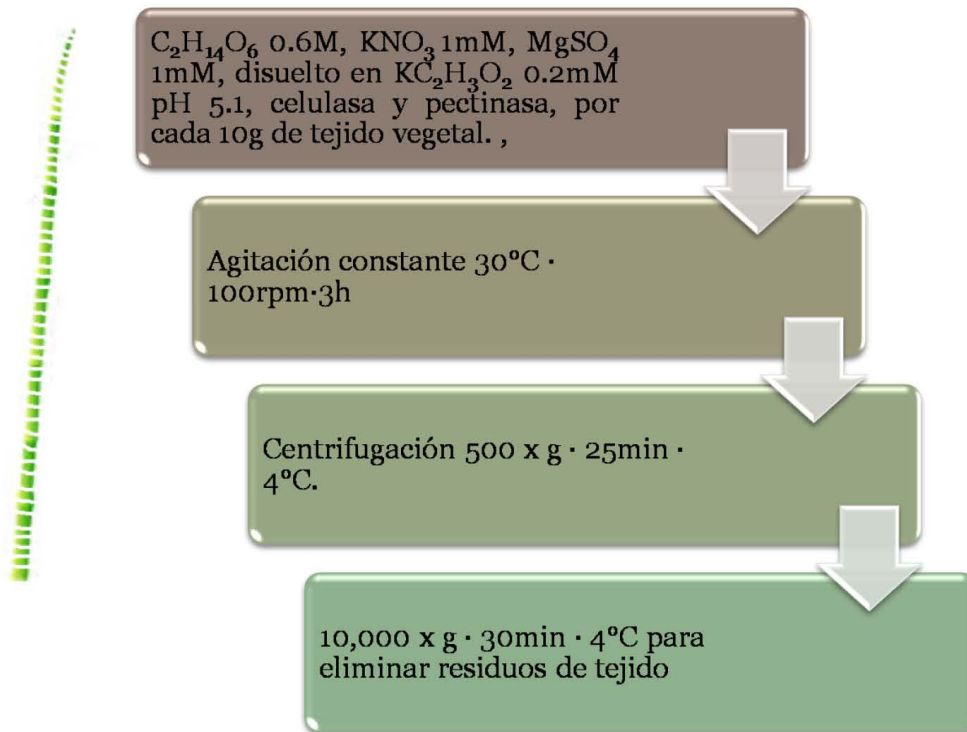 C₂H₁₄O₆ 0.6M, KNO₃ 1mM, MgSO₄
1mM, disuelto en KC₂H₃O₂ 0.2mM
pH 5.1, celulasa y pectinasa, por
cada 10g de tejido vegetal. ,
Agitación constante 30°C ·
100rpm·3h
Centrifugación 500 x g · 25min ·
4°C.
10,000 x g · 30min · 4°C para
eliminar residuos de tejido